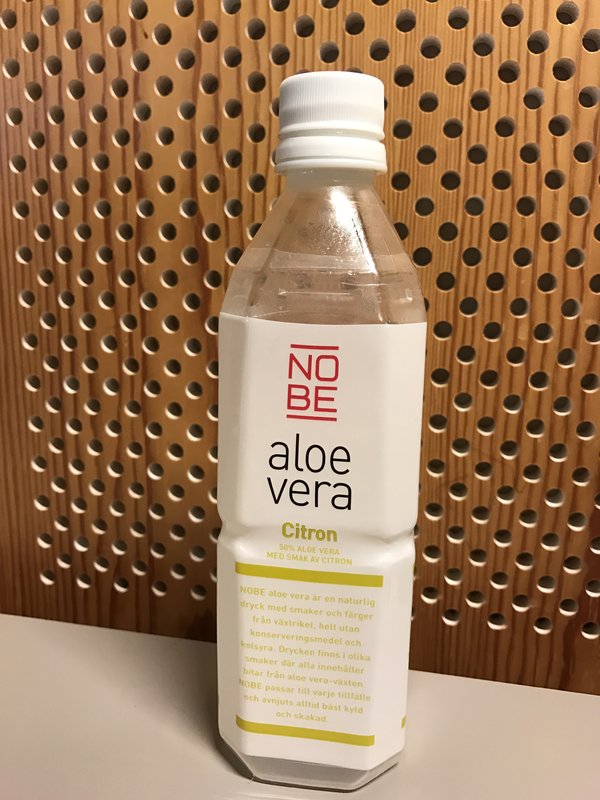 NO
BE
aloe
vera
Citron
50% ALOE VERA
MED SMAK AV CITRON
NOBE aloe vera är en naturlig
dryck med smaker och färger
från växtrikel, helt utan
konserveringsmedel och
kolsyra. Drycken finns i olika
smaker där alla innehåller
bitar från aloe vera-växten.
NOBE passar till varje tillfälle
och avnjuts alltid bäst kyld
och skakad.